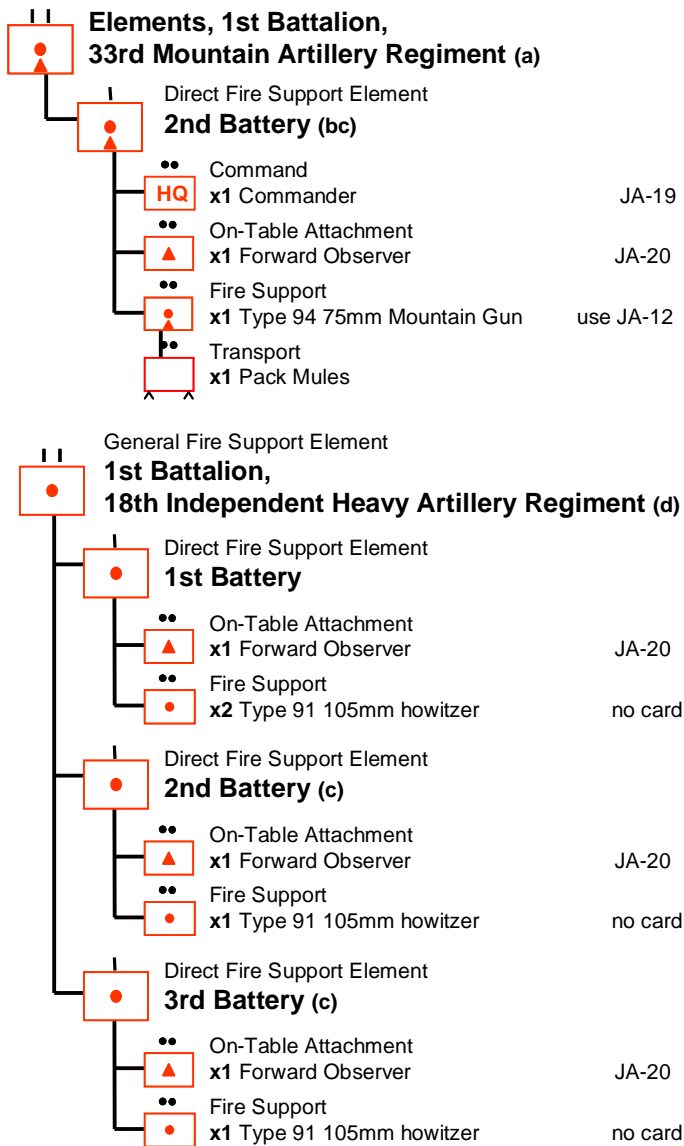 Elements, 1st Battalion,
33rd Mountain Artillery Regiment (a)
Direct Fire Support Element
2nd Battery (bc)
Command
HQ x1 Commander JA-19
On-Table Attachment
x1 Forward Observer JA-20
Fire Support
x1 Type 94 75mm Mountain Gun use JA-12
Transport
x1 Pack Mules
General Fire Support Element
1st Battalion,
18th Independent Heavy Artillery Regiment (d)
Direct Fire Support Element
1st Battery
On-Table Attachment
x1 Forward Observer JA-20
Fire Support
x2 Type 91 105mm howitzer no card
Direct Fire Support Element
2nd Battery (c)
On-Table Attachment
x1 Forward Observer JA-20
Fire Support
x1 Type 91 105mm howitzer no card
Direct Fire Support Element
3rd Battery (c)
On-Table Attachment
x1 Forward Observer JA-20
Fire Support
x1 Type 91 105mm howitzer no card